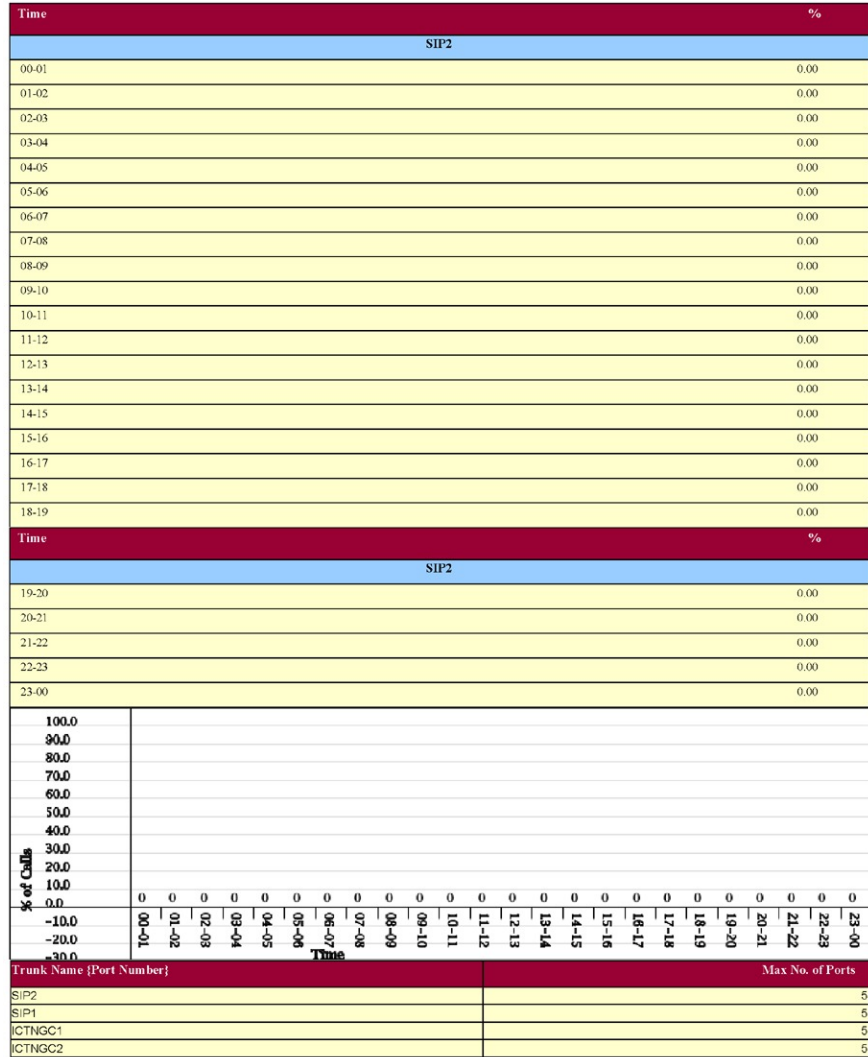 Time %
SIP2
00-01 0.00
01-02 0.00
02-03 0.00
03-04 0.00
04-05 0.00
05-06 0.00
06-07 0.00
07-08 0.00
08-09 0.00
09-10 0.00
10-11 0.00
11-12 0.00
12-13 0.00
13-14 0.00
14-15 0.00
15-16 0.00
16-17 0.00
17-18 0.00
18-19 0.00
Time %
SIP2
19-20 0.00
20-21 0.00
21-22 0.00
22-23 0.00
23-00 0.00
100.0
90.0
80.0
70.0
60.0
50.0
40.0
30.0
20.0
10.0
0.0
-10.0
-20.0
-30.0
% of Calls
0 0 0 0 0 0 0 0 0 0 0 0 0 0 0 0 0 0 0 0 0 0 0 0
00-01 01-02 02-03 03-04 04-05 05-06 06-07 07-08 08-09 09-10 10-11 11-12 12-13 13-14 14-15 15-16 16-17 17-18 18-19 19-20 20-21 21-22 22-23 23-00
Time
Trunk Name {Port Number} Max No. of Ports
SIP2 5
SIP1 5
ICTNGC1 5
ICTNGC2 5